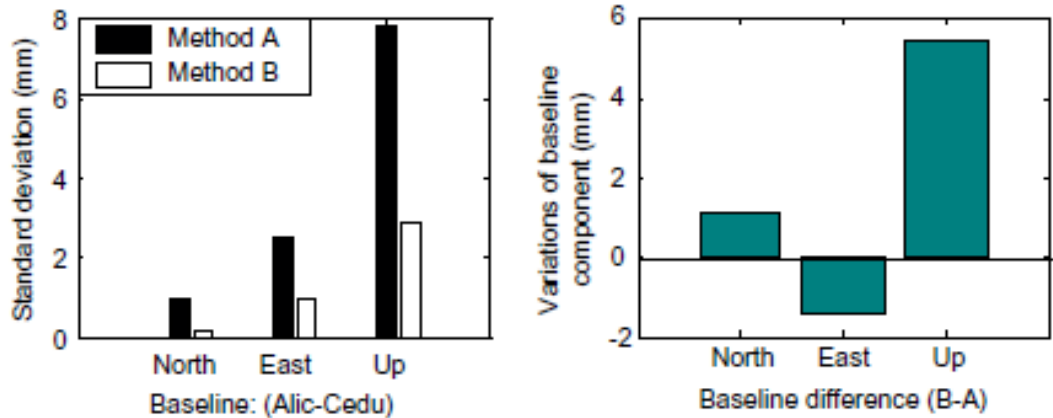 Standard deviation (mm)
8
6
4
2
0
Method A
Method B
North East Up
Baseline: (Alic-Cedu)
Variations of baseline
component (mm)
6
4
2
0
-2
North East Up
Baseline difference (B-A)